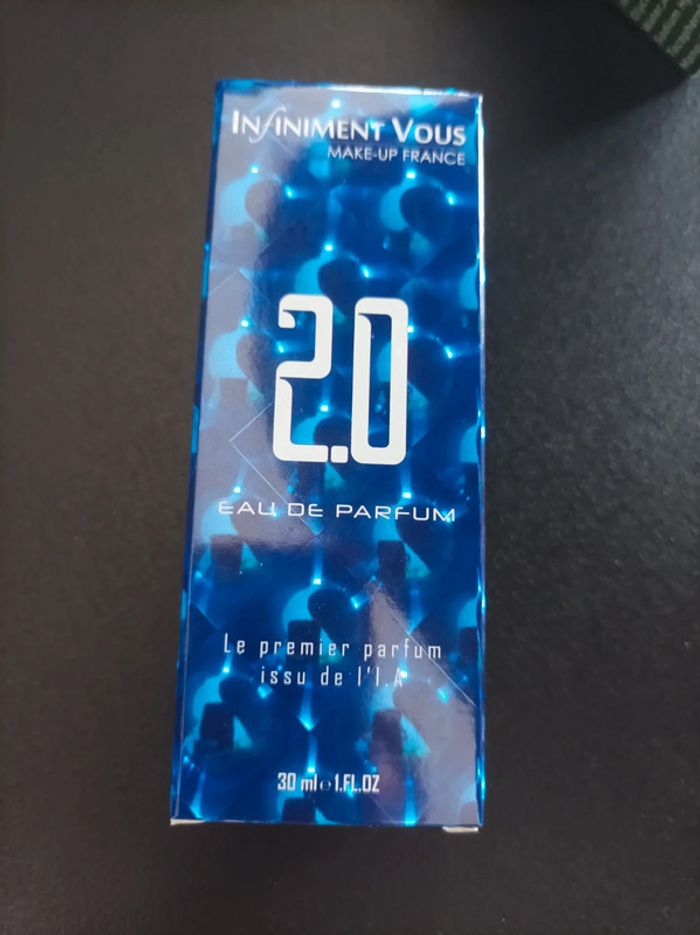 INFINIMENT VOUS
MAKE-UP FRANCE
2.0
EAU DE PARFUM
Le premier parfum
issu de l'I.A
30 ml e 1.FL.OZ